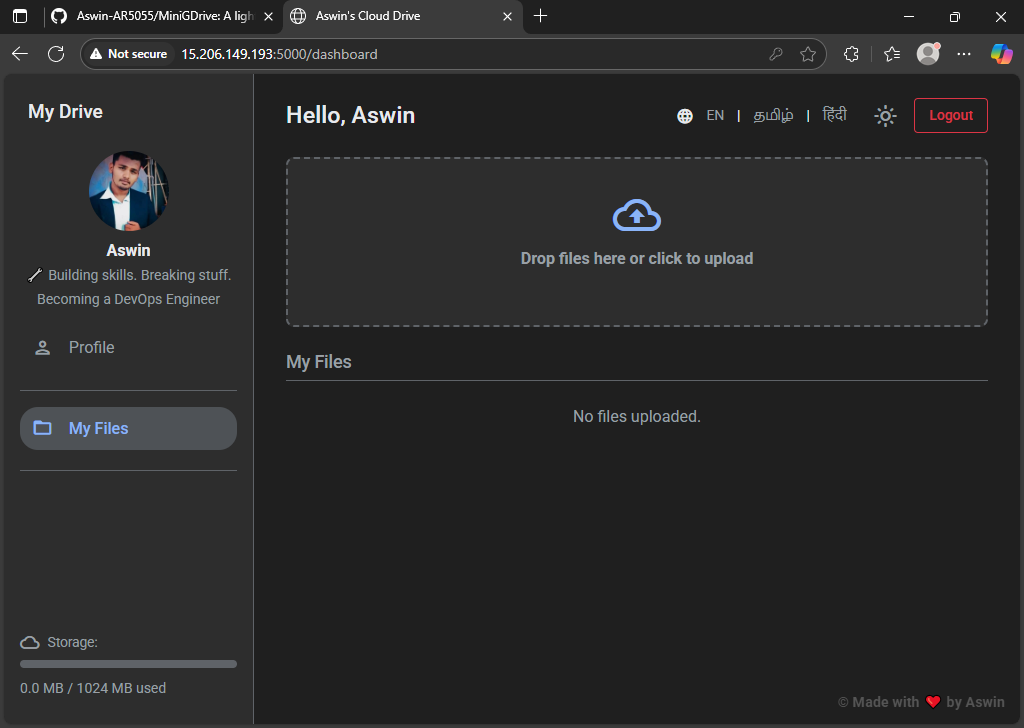 Aswin-AR5055/MiniGDrive: A ligh
Aswin's Cloud Drive
Not secure
15.206.149.193:5000/dashboard
My Drive
Hello, Aswin
EN | தமிழ் | हिंदी
Logout
Drop files here or click to upload
Aswin
Building skills. Breaking stuff.
Becoming a DevOps Engineer
Profile
My Files
My Files
No files uploaded.
Storage:
0.0 MB / 1024 MB used
© Made with ❤️ by Aswin